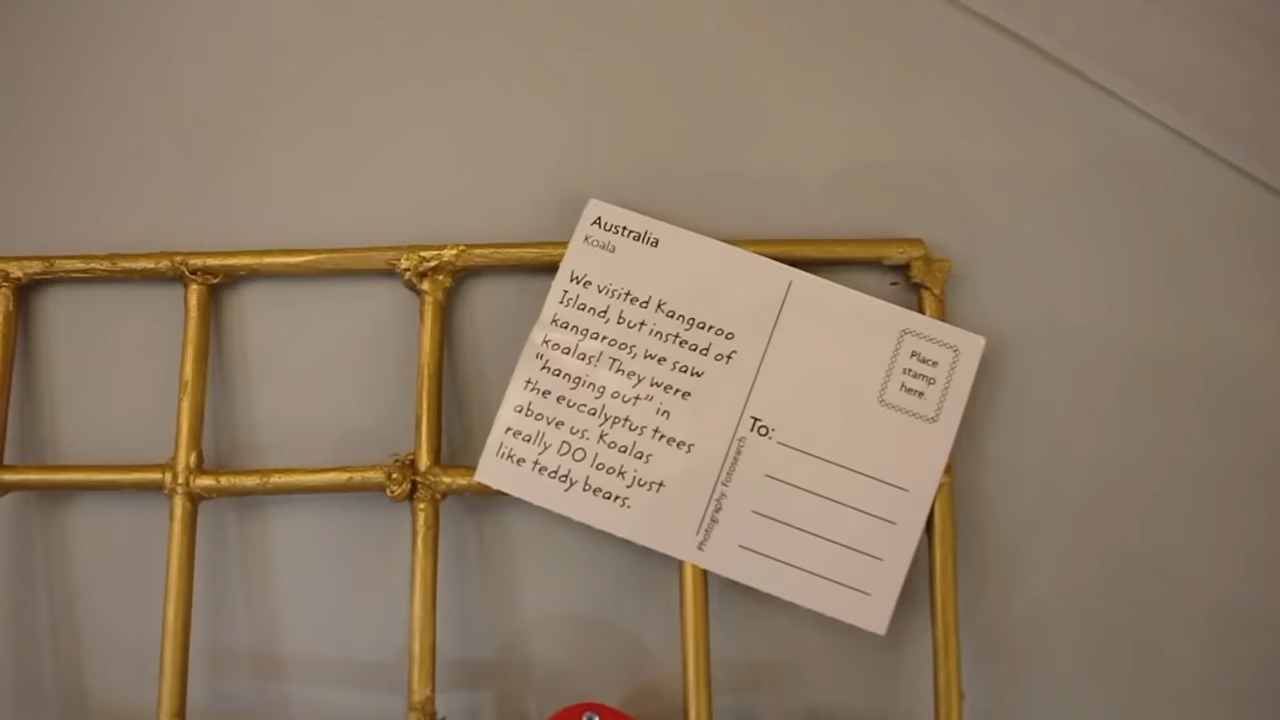 Australia
Koala
We visited Kangaroo
Island, but instead of
kangaroos, we saw
koalas! They were
"hanging out" in
the eucalyptus trees
above us. Koalas
really DO look just
like teddy bears.
Place
stamp
here.
To:
Photography: Fotosearch